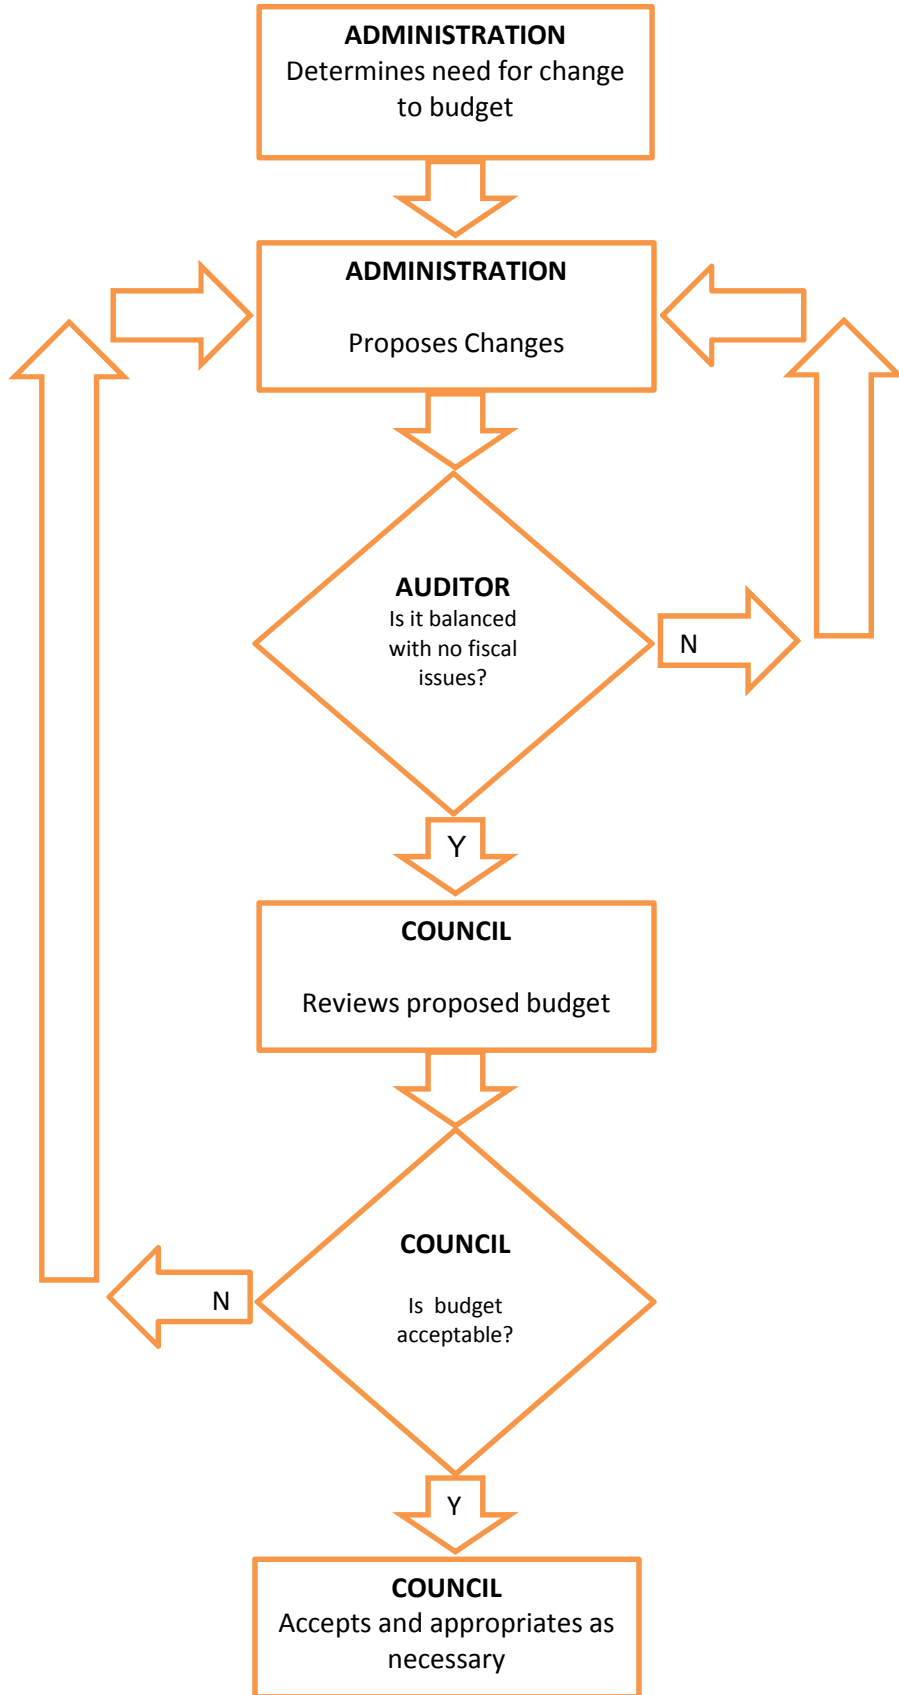 ADMINISTRATION
Determines need for change
to budget
ADMINISTRATION
Proposes Changes
AUDITOR
Is it balanced
with no fiscal
issues?
N
Y
COUNCIL
Reviews proposed budget
COUNCIL
Is budget
acceptable?
N
Y
COUNCIL
Accepts and appropriates as
necessary